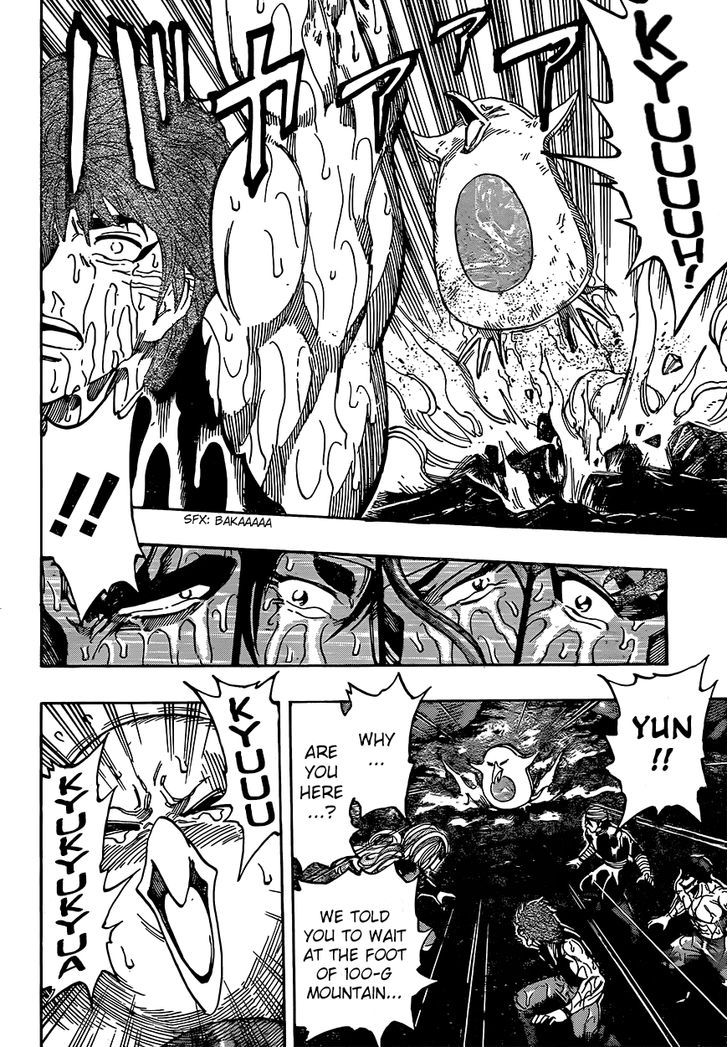 KYUUUUH!
バカァァァ
!!
SFX: BAKAAAAA
YUN
!!
WHY
...
ARE
YOU
HERE
...?
WE TOLD
YOU TO WAIT
AT THE FOOT
OF 100-G
MOUNTAIN...
KYUUU
KYUKYUKYUKYU